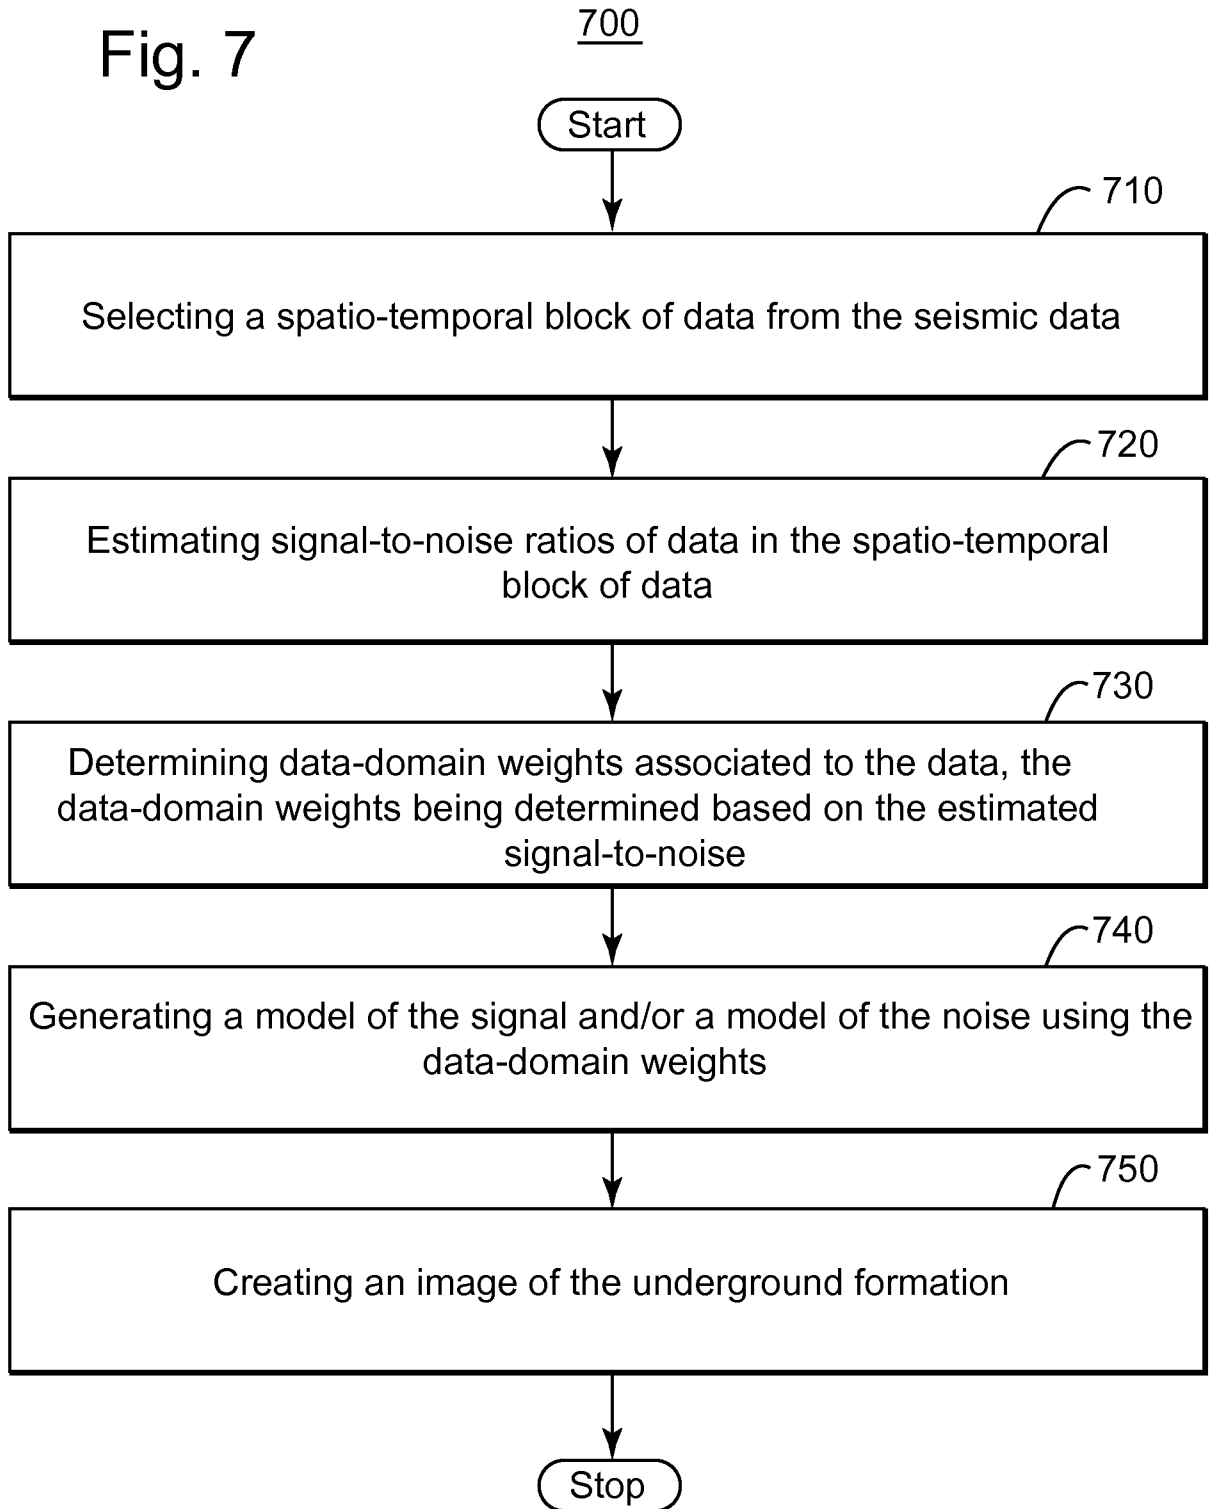 Fig. 7
700
Start
710
Selecting a spatio-temporal block of data from the seismic data
720
Estimating signal-to-noise ratios of data in the spatio-temporal
block of data
730
Determining data-domain weights associated to the data, the
data-domain weights being determined based on the estimated
signal-to-noise
740
Generating a model of the signal and/or a model of the noise using the
data-domain weights
750
Creating an image of the underground formation
Stop